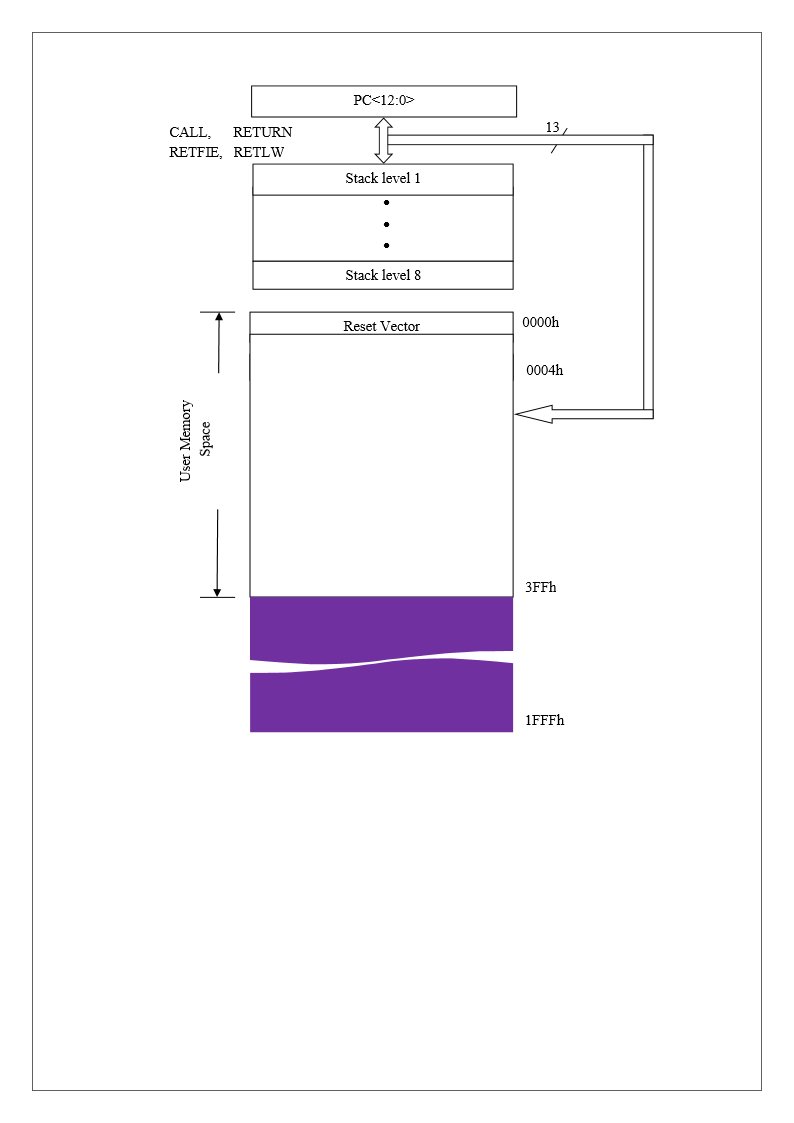 PC<12:0>
13
CALL, RETURN
RETFIE, RETLW
Stack level 1
Stack level 8
Reset Vector
0000h
0004h
User Memory
Space
3FFh
1FFFh